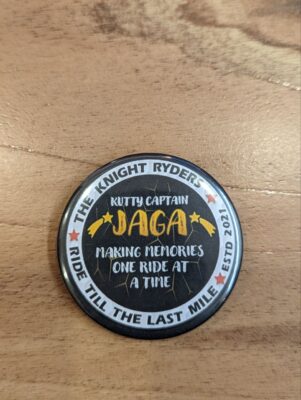 THE KNIGHT RYDERS
KUTTY CAPTAIN
JAGA
MAKING MEMORIES
ONE RIDE AT
A TIME
ESTD 2021
RIDE TILL THE LAST MILE